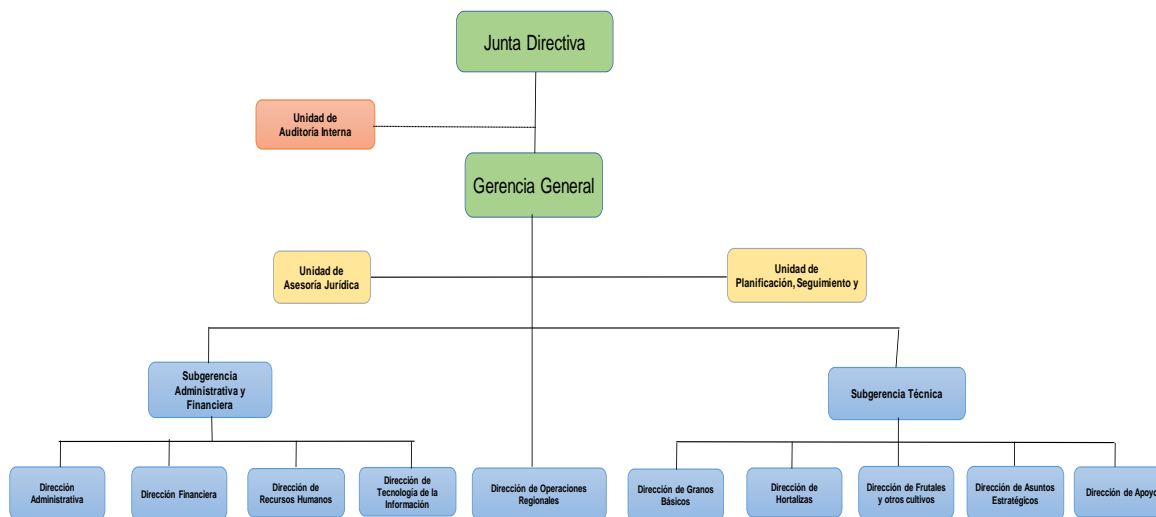 Junta Directiva
Unidad de
Auditoría Interna
Gerencia General
Unidad de
Asesoría Jurídica
Unidad de
Planificación, Seguimiento y
Subgerencia
Administrativa y
Financiera
Subgerencia Técnica
Dirección
Administrativa
Dirección Financiera
Dirección de
Recursos Humanos
Dirección de
Tecnología de la
Información
Dirección de Operaciones
Regionales
Dirección de Granos
Básicos
Dirección de
Hortalizas
Dirección de Frutales
y otros cultivos
Dirección de Asuntos
Estratégicos
Dirección de Apoyo